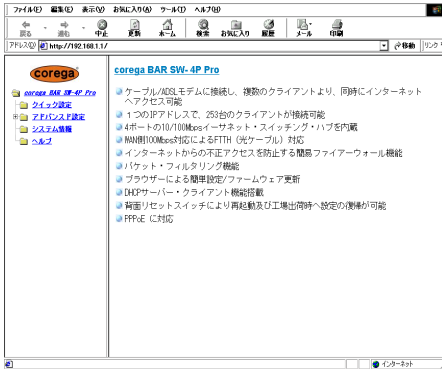 ファイル(F) 編集(E) 表示(V) お気に入り(A) ツール(T) ヘルプ(H)
戻る 進む 中止 更新 ホーム 検索 お気に入り 履歴 メール 印刷
アドレス(D) http://192.168.1.1/ 移動 リンク
corega
corega BAR SW-4P Pro
クイック設定
アドバンスド設定
システム情報
ヘルプ
corega BAR SW-4P Pro
ケーブル/ADSLモデムに接続し、複数のクライアントより、同時にインターネット
へアクセス可能
1つのIPアドレスで、253台のクライアントが接続可能
4ポートの10/100Mbpsイーサネット・スイッチング・ハブを内蔵
WAN側100Mbps対応によるFTTH（光ケーブル）対応
インターネットからの不正アクセスを防止する簡易ファイアーウォール機能
パケット・フィルタリング機能
ブラウザーによる簡単設定/ファームウェア更新
DHCPサーバー・クライアント機能搭載
背面リセットスイッチにより再起動及び工場出荷時へ設定の復帰が可能
PPPoE に対応
インターネット